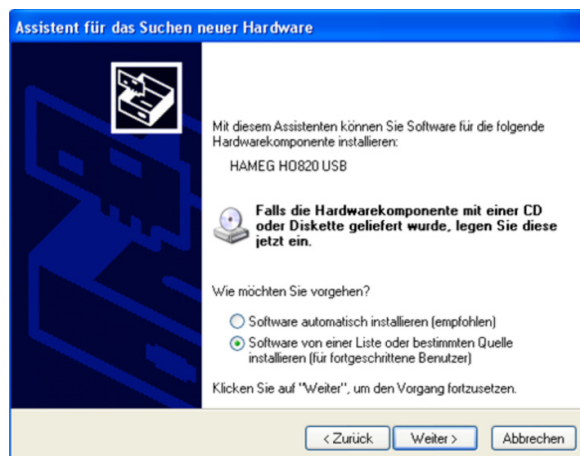 Assistent für das Suchen neuer Hardware
Mit diesem Assistenten können Sie Software für die folgende
Hardwarekomponente installieren:
HAMEG HO820 USB
Falls die Hardwarekomponente mit einer CD
oder Diskette geliefert wurde, legen Sie diese
jetzt ein.
Wie möchten Sie vorgehen?
Software automatisch installieren (empfohlen)
Software von einer Liste oder bestimmten Quelle
installieren (für fortgeschrittene Benutzer)
Klicken Sie auf "Weiter", um den Vorgang fortzusetzen.
< Zurück Weiter > Abbrechen